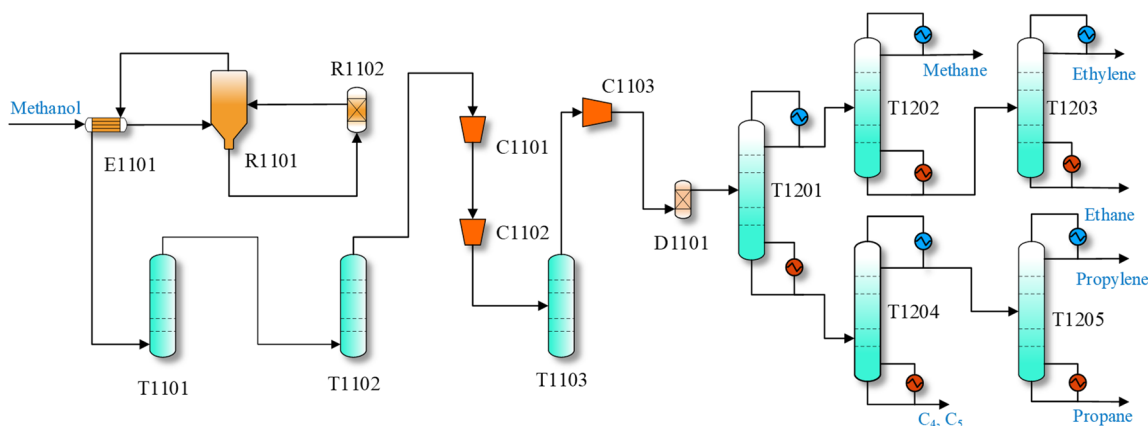 Methanol
E1101
R1101
R1102
T1101
T1102
C1101
C1102
T1103
C1103
D1101
T1201
T1202
Methane
T1203
Ethylene
Ethane
T1204
C₄, C₅
T1205
Propylene
Propane